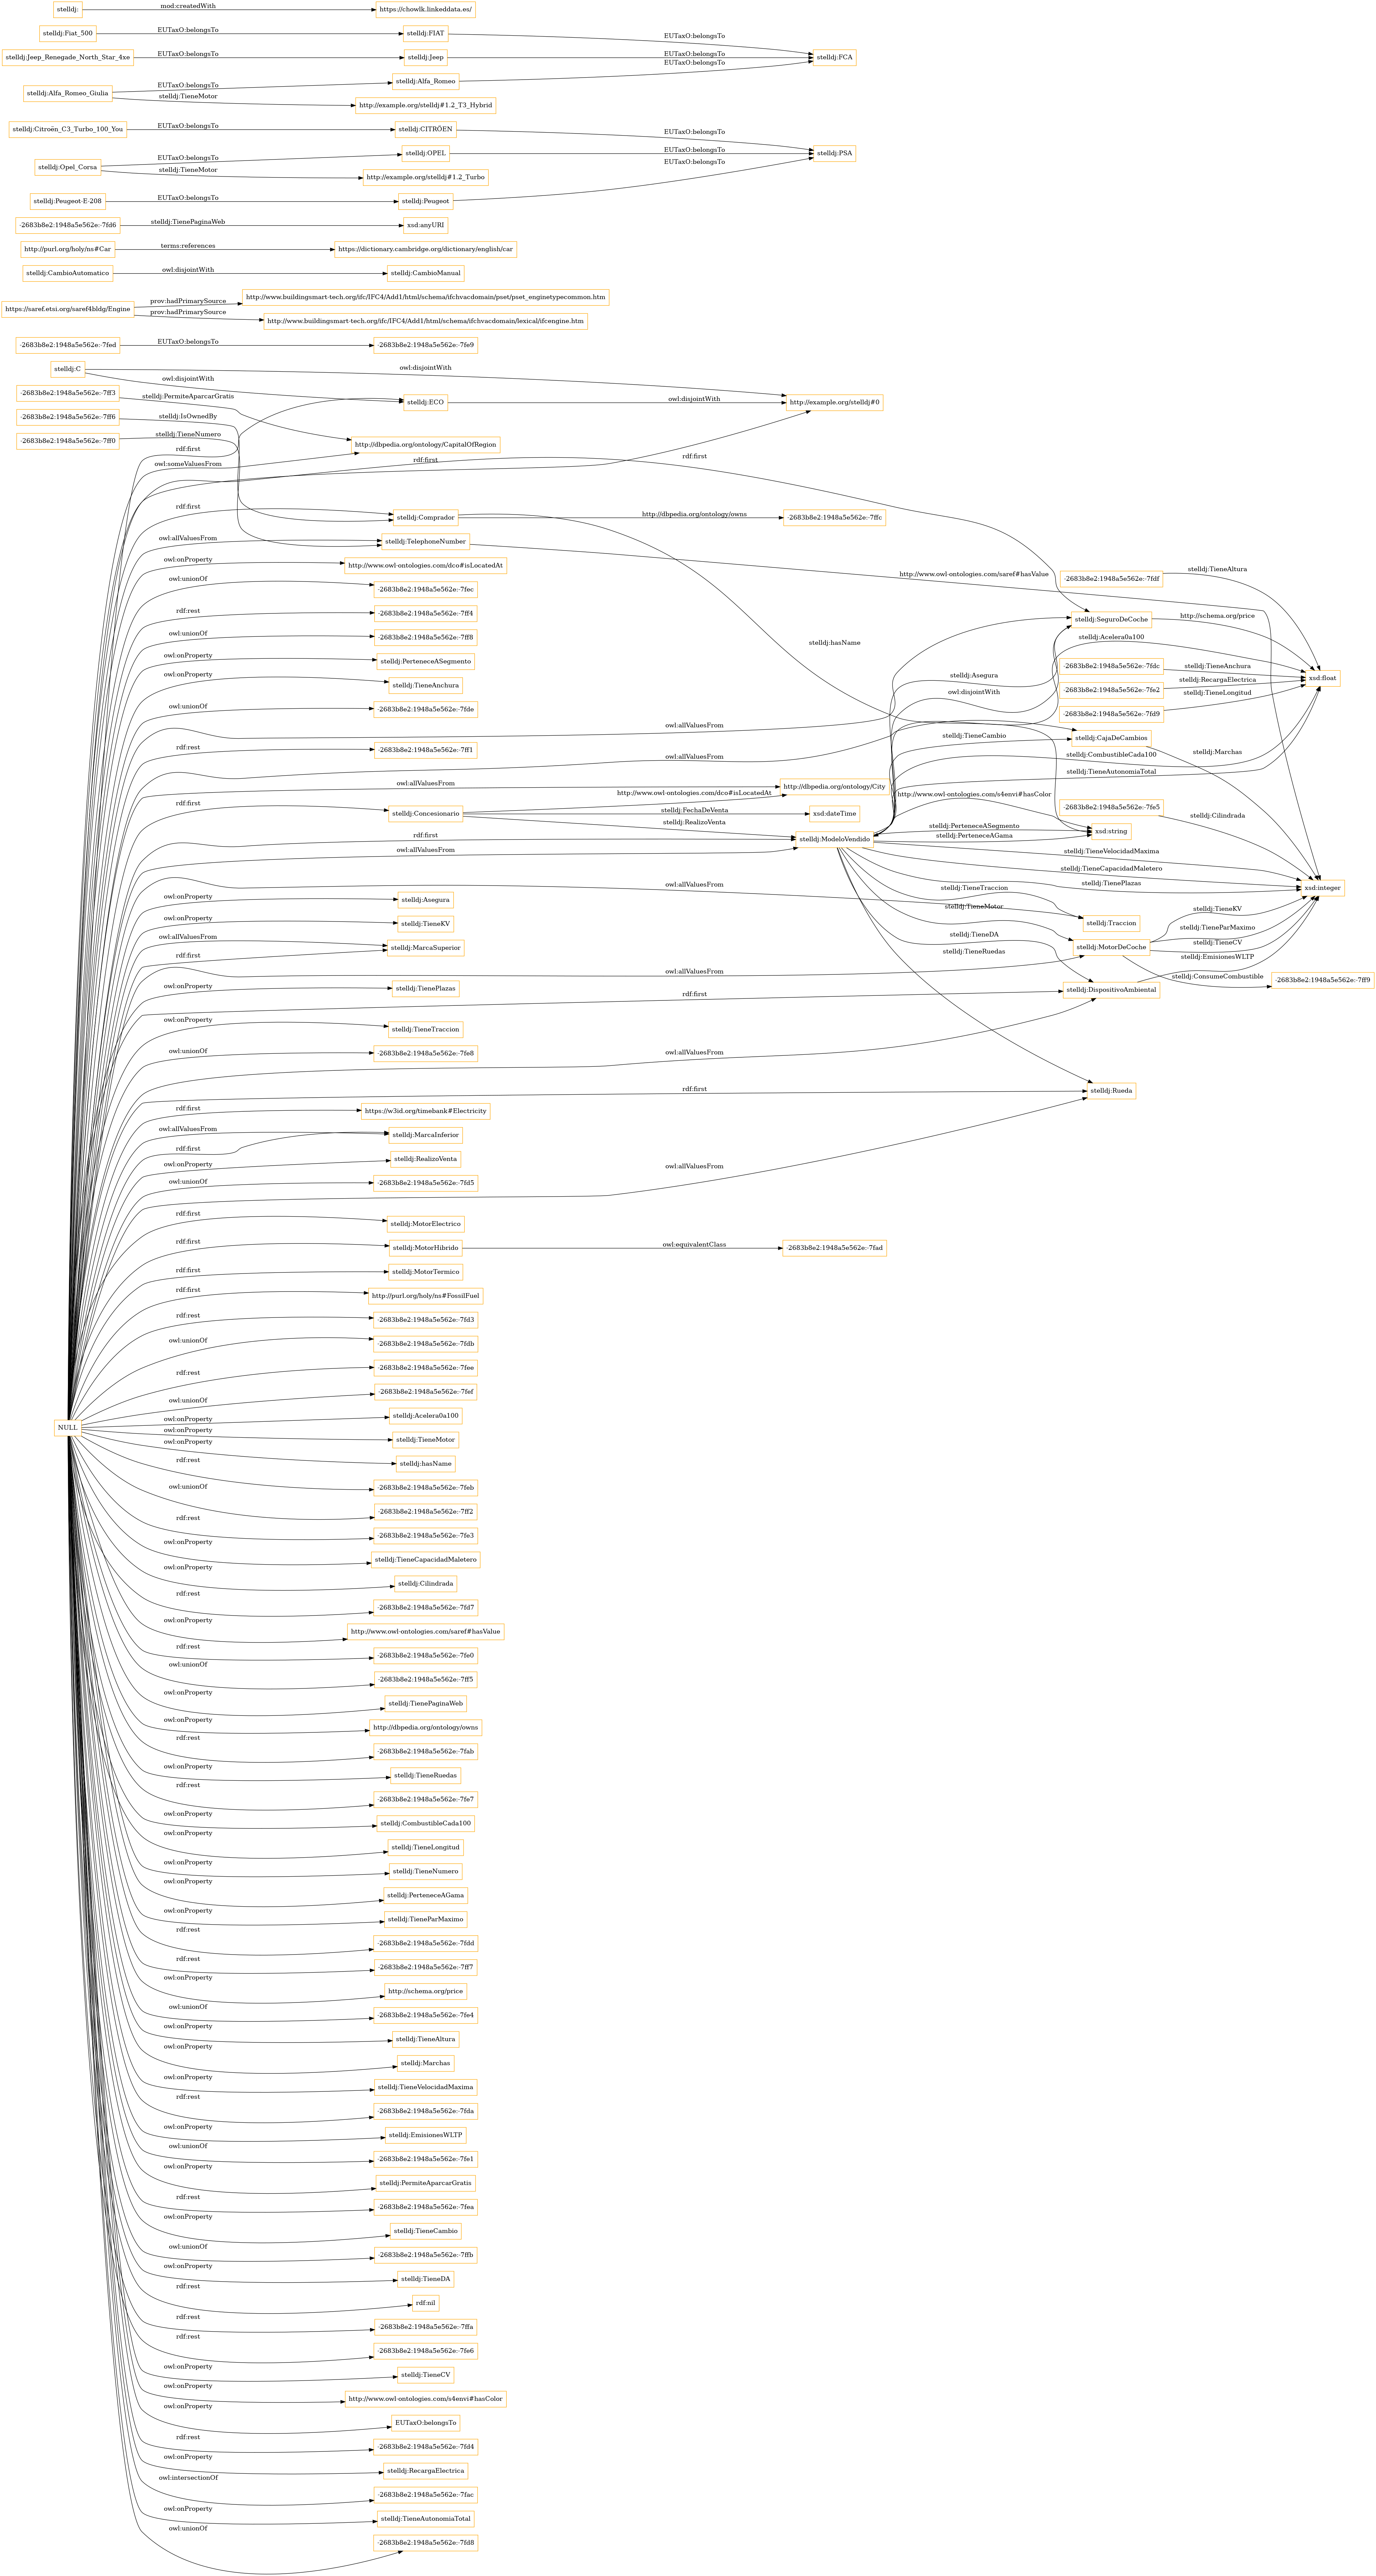 stelldj:
mod:createdWith
https://chowlk.linkeddata.es/
stelldj:Fiat_500
EUTaxO:belongsTo
stelldj:FIAT
EUTaxO:belongsTo
stelldj:Jeep_Renegade_North_Star_4xe
EUTaxO:belongsTo
stelldj:Jeep
EUTaxO:belongsTo
stelldj:FCA
EUTaxO:belongsTo
stelldj:Alfa_Romeo_Giulia
EUTaxO:belongsTo
stelldj:Alfa_Romeo
stelldj:TieneMotor
http://example.org/stelldj#1.2_T3_Hybrid
stelldj:Citroën_C3_Turbo_100_You
EUTaxO:belongsTo
stelldj:CITRÖEN
EUTaxO:belongsTo
stelldj:Opel_Corsa
EUTaxO:belongsTo
stelldj:OPEL
EUTaxO:belongsTo
stelldj:PSA
stelldj:TieneMotor
http://example.org/stelldj#1.2_Turbo
EUTaxO:belongsTo
stelldj:Peugeot-E-208
EUTaxO:belongsTo
stelldj:Peugeot
-2683b8e2:1948a5e562e:-7fd6
stelldj:TienePaginaWeb
xsd:anyURI
http://purl.org/holy/ns#Car
terms:references
https://dictionary.cambridge.org/dictionary/english/car
stelldj:CambioAutomatico
owl:disjointWith
stelldj:CambioManual
https://saref.etsi.org/saref4bldg/Engine
prov:hadPrimarySource
http://www.buildingsmart-tech.org/ifc/IFC4/Add1/html/schema/ifchvacdomain/pset/pset_enginetypecommon.htm
prov:hadPrimarySource
http://www.buildingsmart-tech.org/ifc/IFC4/Add1/html/schema/ifchvacdomain/lexical/ifcengine.htm
-2683b8e2:1948a5e562e:-7fed
EUTaxO:belongsTo
-2683b8e2:1948a5e562e:-7fe9
stelldj:C
owl:disjointWith
owl:disjointWith
-2683b8e2:1948a5e562e:-7ff3
stelldj:PermiteAparcarGratis
stelldj:ECO
owl:disjointWith
http://example.org/stelldj#0
-2683b8e2:1948a5e562e:-7ff6
stelldj:IsOwnedBy
-2683b8e2:1948a5e562e:-7ff0
stelldj:TieneNumero
http://dbpedia.org/ontology/CapitalOfRegion
rdf:first
owl:someValuesFrom
rdf:first
rdf:first
rdf:first
stelldj:Comprador
http://dbpedia.org/ontology/owns
-2683b8e2:1948a5e562e:-7ffc
owl:allValuesFrom
stelldj:TelephoneNumber
owl:onProperty
http://www.owl-ontologies.com/dco#isLocatedAt
http://www.owl-ontologies.com/saref#hasValue
-2683b8e2:1948a5e562e:-7fdf
stelldj:TieneAltura
owl:unionOf
-2683b8e2:1948a5e562e:-7fec
rdf:rest
-2683b8e2:1948a5e562e:-7ff4
stelldj:SeguroDeCoche
http://schema.org/price
owl:unionOf
-2683b8e2:1948a5e562e:-7ff8
stelldj:hasName
stelldj:Acelera0a100
owl:onProperty
stelldj:PerteneceASegmento
-2683b8e2:1948a5e562e:-7fdc
stelldj:TieneAnchura
xsd:float
owl:onProperty
stelldj:TieneAnchura
stelldj:Asegura
-2683b8e2:1948a5e562e:-7fe2
stelldj:RecargaElectrica
owl:disjointWith
stelldj:TieneLongitud
owl:unionOf
-2683b8e2:1948a5e562e:-7fde
-2683b8e2:1948a5e562e:-7fd9
owl:allValuesFrom
stelldj:TieneCambio
stelldj:CajaDeCambios
rdf:rest
-2683b8e2:1948a5e562e:-7ff1
stelldj:CombustibleCada100
stelldj:Marchas
owl:allValuesFrom
stelldj:TieneAutonomiaTotal
owl:allValuesFrom
http://www.owl-ontologies.com/dco#isLocatedAt
http://dbpedia.org/ontology/City
http://www.owl-ontologies.com/s4envi#hasColor
rdf:first
stelldj:Concesionario
stelldj:FechaDeVenta
xsd:dateTime
-2683b8e2:1948a5e562e:-7fe5
stelldj:Cilindrada
stelldj:RealizoVenta
rdf:first
stelldj:ModeloVendido
stelldj:PerteneceASegmento
xsd:string
stelldj:PerteneceAGama
owl:allValuesFrom
stelldj:TieneVelocidadMaxima
stelldj:TieneCapacidadMaletero
owl:allValuesFrom
stelldj:TienePlazas
xsd:integer
owl:onProperty
stelldj:Asegura
stelldj:TieneTraccion
stelldj:TieneMotor
stelldj:TieneKV
owl:onProperty
stelldj:TieneKV
stelldj:Traccion
stelldj:TieneParMaximo
owl:allValuesFrom
stelldj:MarcaSuperior
stelldj:TieneDA
stelldj:MotorDeCoche
stelldj:TieneCV
rdf:first
stelldj:TieneRuedas
stelldj:EmisionesWLTP
owl:allValuesFrom
stelldj:ConsumeCombustible
-2683b8e2:1948a5e562e:-7ff9
owl:onProperty
stelldj:TienePlazas
rdf:first
stelldj:DispositivoAmbiental
owl:onProperty
stelldj:TieneTraccion
owl:unionOf
-2683b8e2:1948a5e562e:-7fe8
owl:allValuesFrom
rdf:first
stelldj:Rueda
rdf:first
https://w3id.org/timebank#Electricity
owl:allValuesFrom
stelldj:MarcaInferior
rdf:first
owl:onProperty
stelldj:RealizoVenta
owl:allValuesFrom
owl:unionOf
-2683b8e2:1948a5e562e:-7fd5
rdf:first
stelldj:MotorElectrico
rdf:first
stelldj:MotorHibrido
owl:equivalentClass
-2683b8e2:1948a5e562e:-7fad
rdf:first
stelldj:MotorTermico
rdf:first
http://purl.org/holy/ns#FossilFuel
rdf:rest
-2683b8e2:1948a5e562e:-7fd3
owl:unionOf
-2683b8e2:1948a5e562e:-7fdb
rdf:rest
-2683b8e2:1948a5e562e:-7fee
owl:unionOf
-2683b8e2:1948a5e562e:-7fef
NULL
owl:onProperty
stelldj:Acelera0a100
owl:onProperty
stelldj:TieneMotor
owl:onProperty
stelldj:hasName
rdf:rest
-2683b8e2:1948a5e562e:-7feb
owl:unionOf
-2683b8e2:1948a5e562e:-7ff2
rdf:rest
-2683b8e2:1948a5e562e:-7fe3
owl:onProperty
stelldj:TieneCapacidadMaletero
owl:onProperty
stelldj:Cilindrada
rdf:rest
-2683b8e2:1948a5e562e:-7fd7
owl:onProperty
http://www.owl-ontologies.com/saref#hasValue
rdf:rest
-2683b8e2:1948a5e562e:-7fe0
owl:unionOf
-2683b8e2:1948a5e562e:-7ff5
owl:onProperty
stelldj:TienePaginaWeb
owl:onProperty
http://dbpedia.org/ontology/owns
rdf:rest
-2683b8e2:1948a5e562e:-7fab
owl:onProperty
stelldj:TieneRuedas
rdf:rest
-2683b8e2:1948a5e562e:-7fe7
owl:onProperty
stelldj:CombustibleCada100
owl:onProperty
stelldj:TieneLongitud
owl:onProperty
stelldj:TieneNumero
owl:onProperty
stelldj:PerteneceAGama
owl:onProperty
stelldj:TieneParMaximo
rdf:rest
-2683b8e2:1948a5e562e:-7fdd
rdf:rest
-2683b8e2:1948a5e562e:-7ff7
owl:onProperty
http://schema.org/price
owl:unionOf
-2683b8e2:1948a5e562e:-7fe4
owl:onProperty
stelldj:TieneAltura
owl:onProperty
stelldj:Marchas
owl:onProperty
stelldj:TieneVelocidadMaxima
rdf:rest
-2683b8e2:1948a5e562e:-7fda
owl:onProperty
stelldj:EmisionesWLTP
owl:unionOf
-2683b8e2:1948a5e562e:-7fe1
owl:onProperty
stelldj:PermiteAparcarGratis
rdf:rest
-2683b8e2:1948a5e562e:-7fea
owl:onProperty
stelldj:TieneCambio
owl:unionOf
-2683b8e2:1948a5e562e:-7ffb
owl:onProperty
stelldj:TieneDA
rdf:rest
rdf:nil
rdf:rest
-2683b8e2:1948a5e562e:-7ffa
rdf:rest
-2683b8e2:1948a5e562e:-7fe6
owl:onProperty
stelldj:TieneCV
owl:onProperty
http://www.owl-ontologies.com/s4envi#hasColor
owl:onProperty
EUTaxO:belongsTo
rdf:rest
-2683b8e2:1948a5e562e:-7fd4
owl:onProperty
stelldj:RecargaElectrica
owl:intersectionOf
-2683b8e2:1948a5e562e:-7fac
owl:onProperty
stelldj:TieneAutonomiaTotal
owl:unionOf
-2683b8e2:1948a5e562e:-7fd8